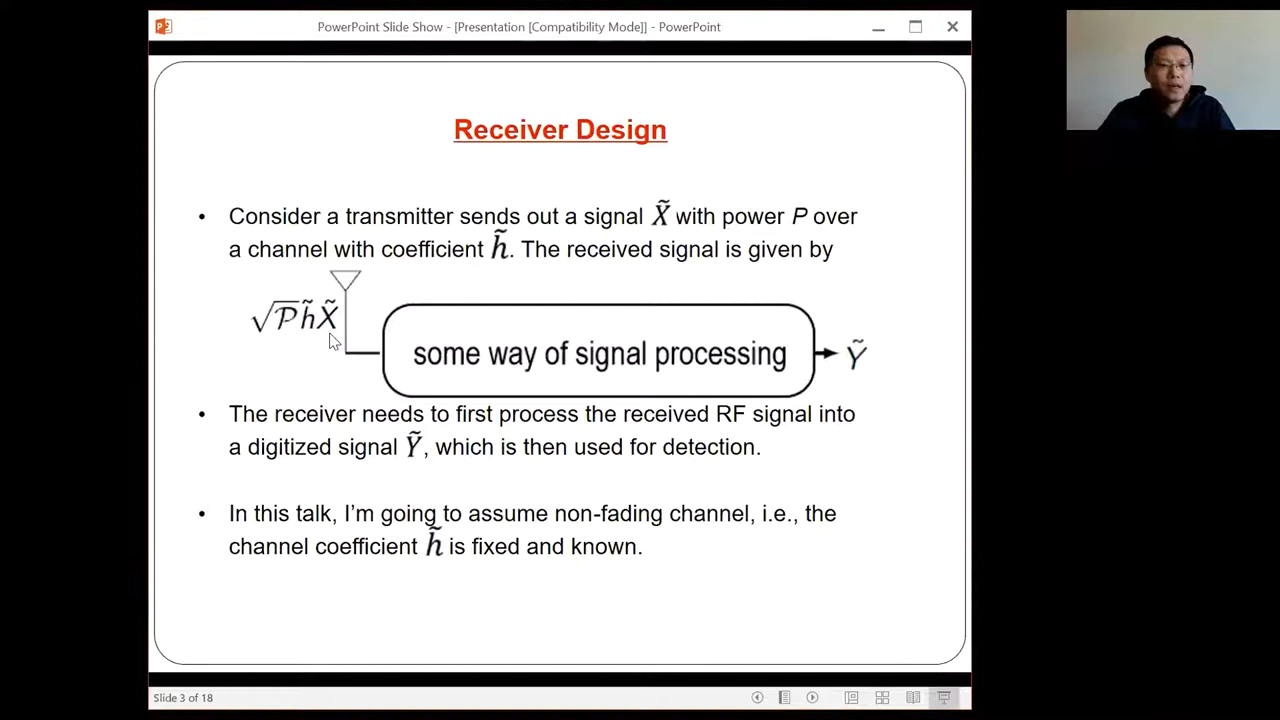 PowerPoint Slide Show - [Presentation [Compatibility Mode]] - PowerPoint
Receiver Design
• Consider a transmitter sends out a signal X̃ with power P over
a channel with coefficient h̃. The received signal is given by
√𝒫h̃X̃
some way of signal processing
Ỹ
• The receiver needs to first process the received RF signal into
a digitized signal Ỹ, which is then used for detection.
• In this talk, I'm going to assume non-fading channel, i.e., the
channel coefficient h̃ is fixed and known.
Slide 3 of 18